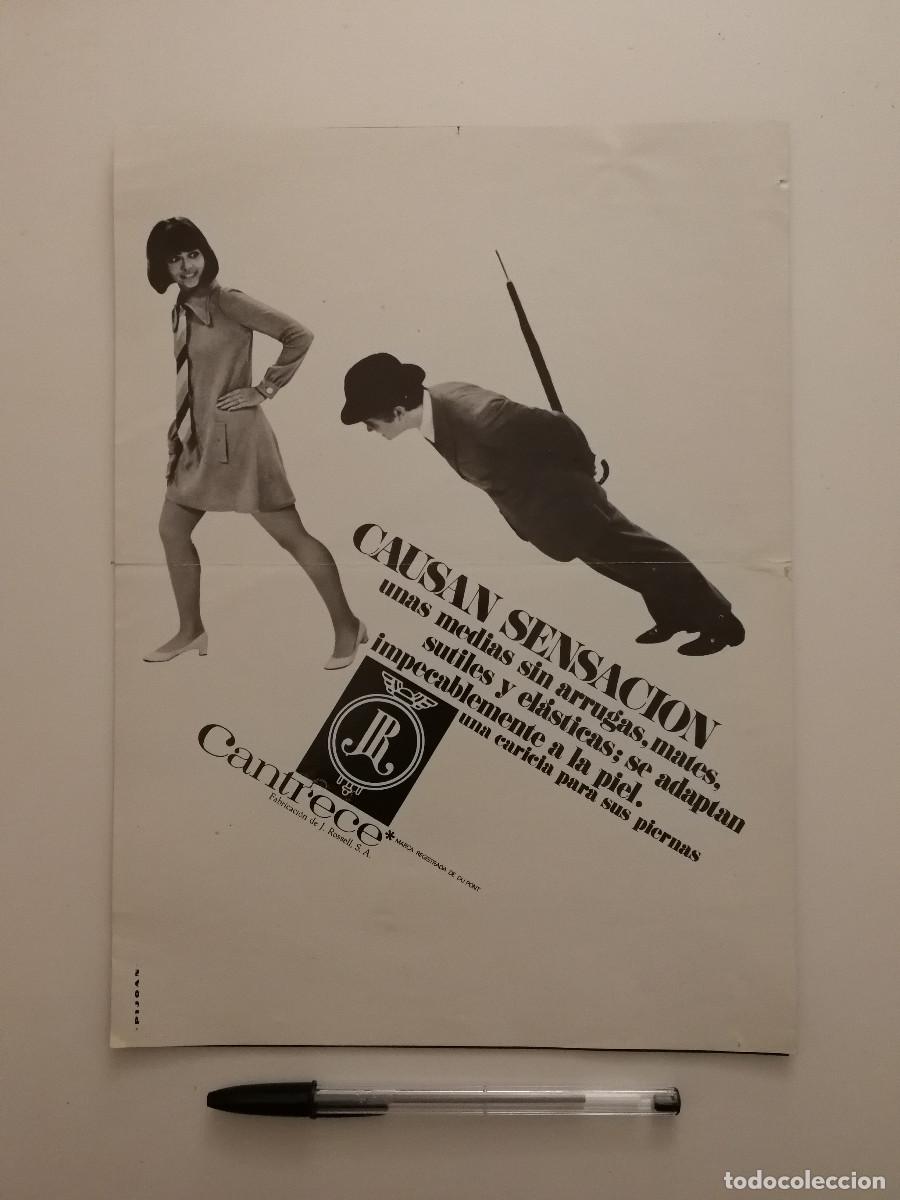 CAUSAN SENSACION
unas medias sin arrugas, mates,
sutiles y elásticas; se adaptan
impecablemente a la piel.
una caricia para sus piernas
JR
Cantrece*
Fabricación de J. Rossell, S. A.
*MARCA REGISTRADA DE DU PONT
PIJOAN
todocoleccion